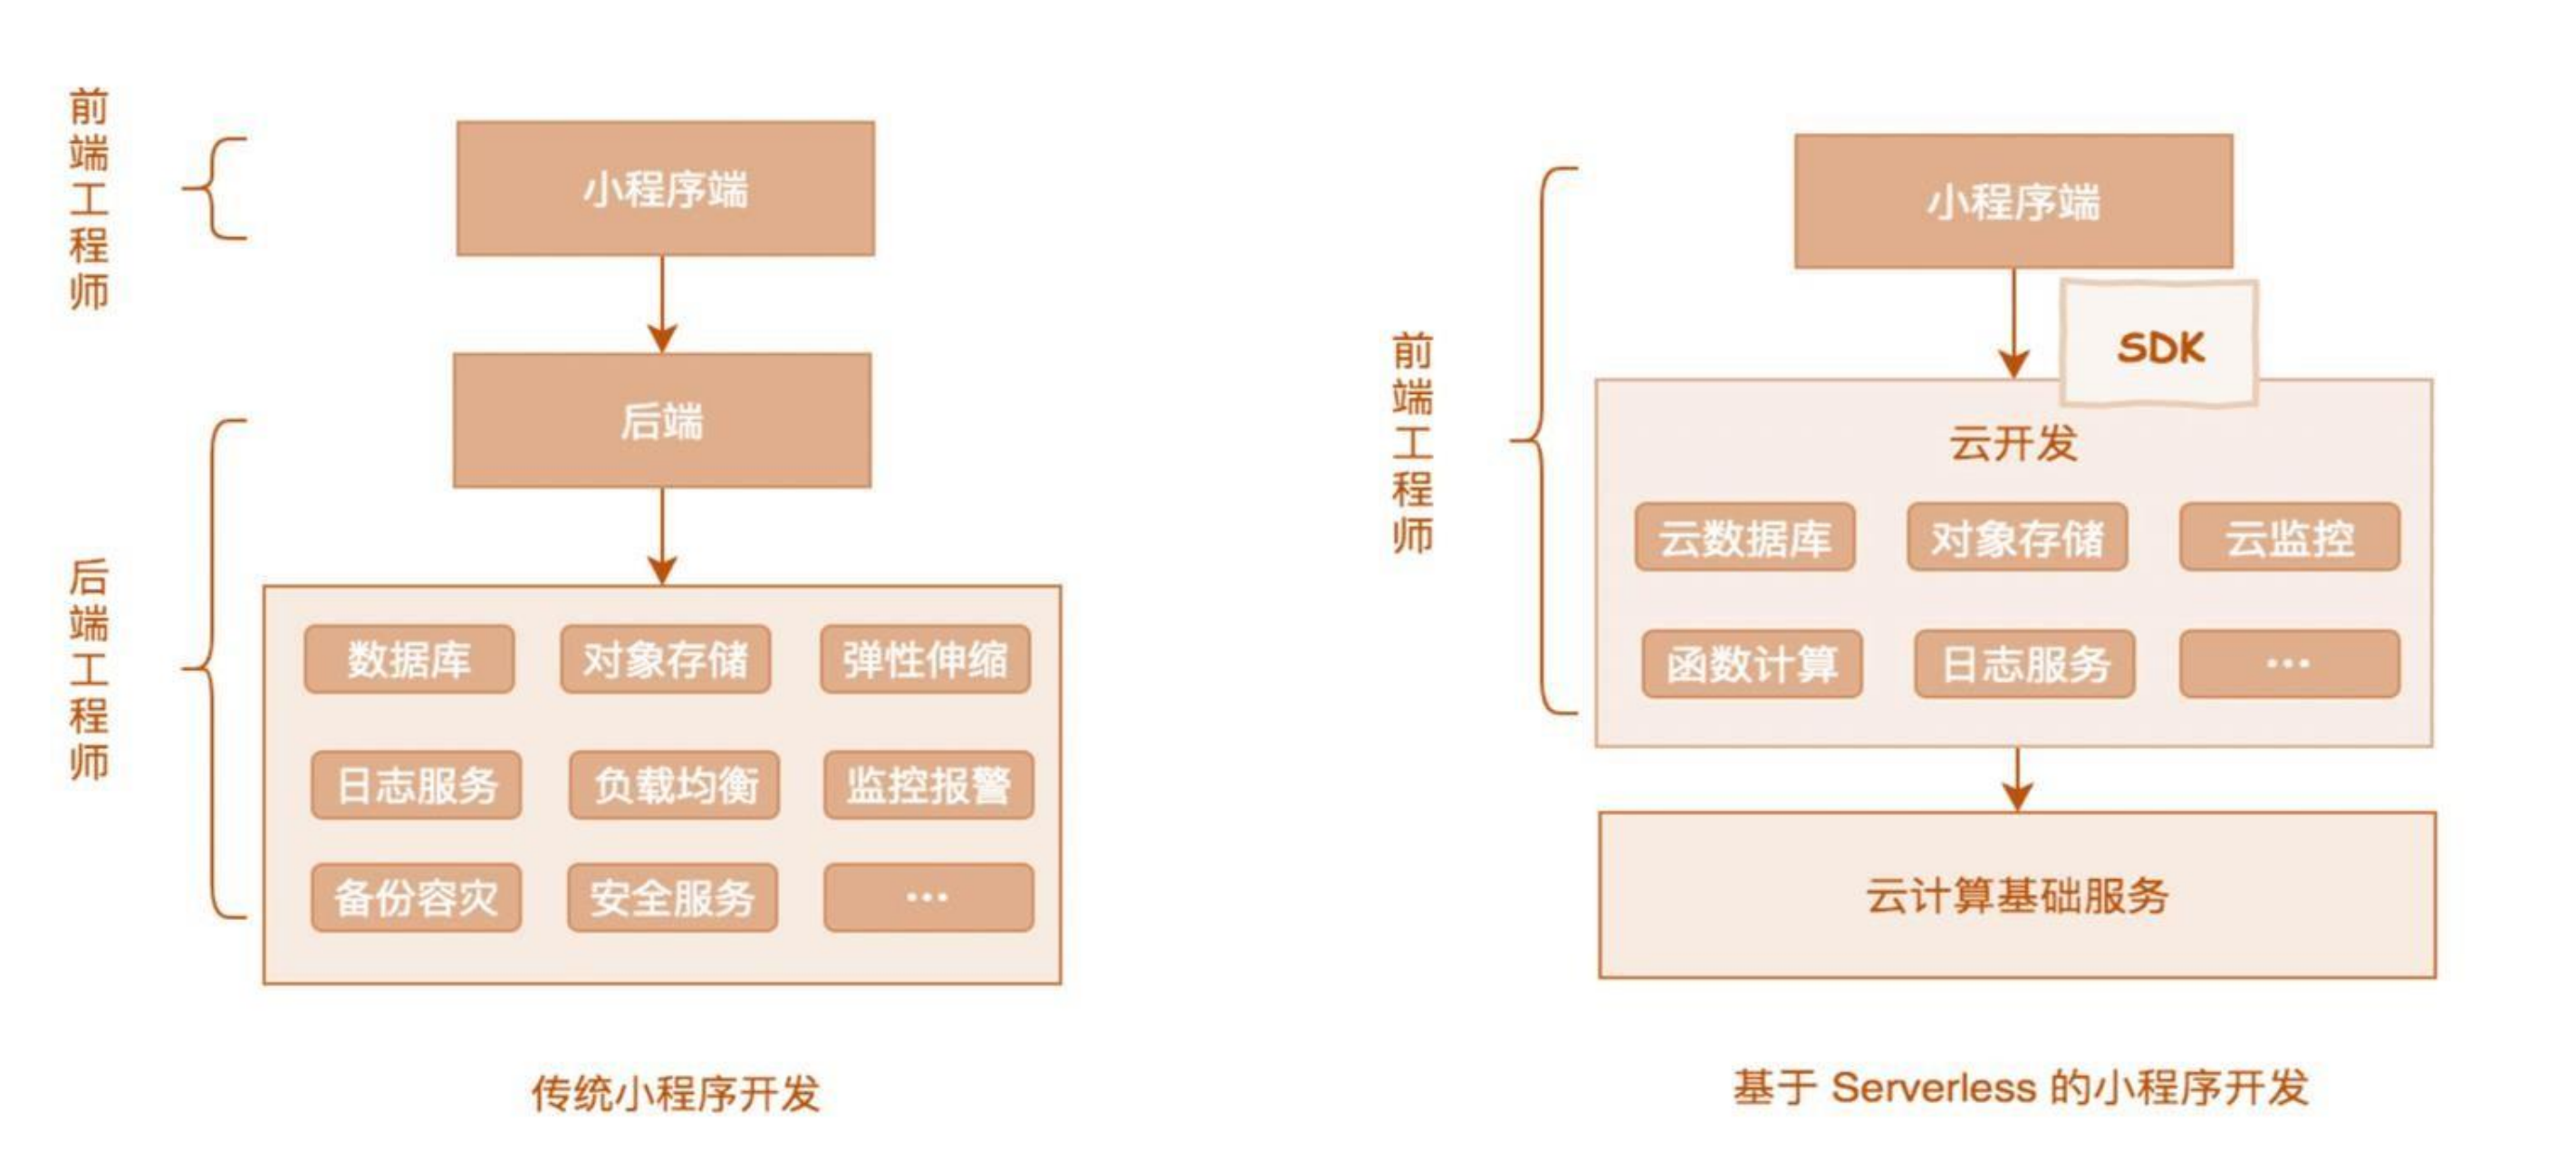 前端工程师
小程序端
后端
后端工程师
数据库 对象存储 弹性伸缩
日志服务 负载均衡 监控报警
备份容灾 安全服务 ...
传统小程序开发
前端工程师
小程序端
SDK
云开发
云数据库 对象存储 云监控
函数计算 日志服务 ...
云计算基础服务
基于 Serverless 的小程序开发